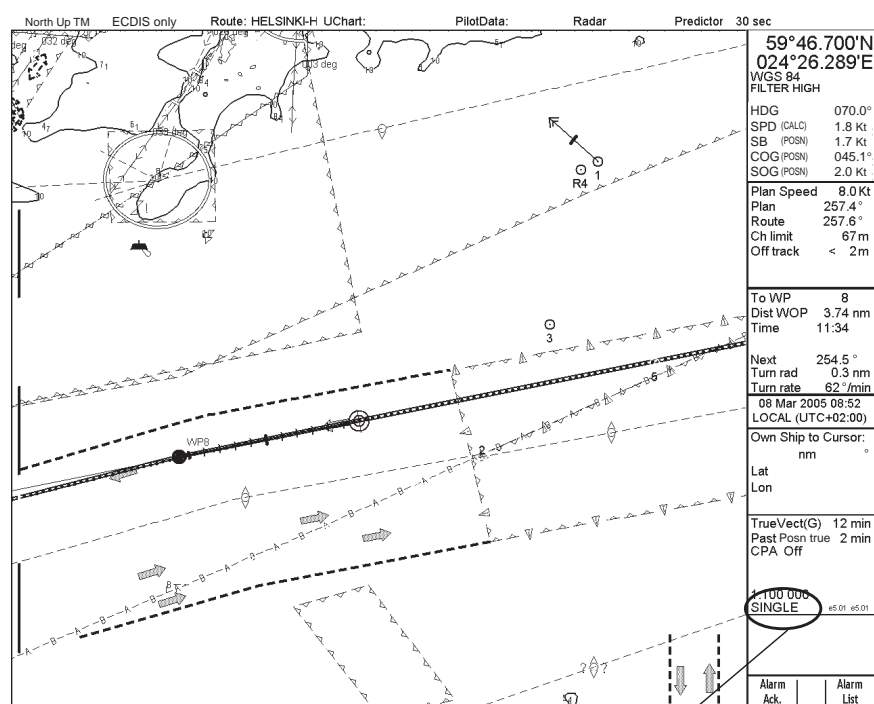 North Up TM ECDIS only Route: HELSINKI-H UChart: PilotData: Radar Predictor 30 sec
59°46.700'N
024°26.289'E
WGS 84
FILTER HIGH
HDG 070.0°
SPD (CALC) 1.8 Kt
SB (POSN) 1.7 Kt
COG (POSN) 045.1°
SOG (POSN) 2.0 Kt
Plan Speed 8.0 Kt
Plan 257.4°
Route 257.6°
Ch limit 67 m
Off track < 2 m
To WP 8
Dist WOP 3.74 nm
Time 11:34
Next 254.5°
Turn rad 0.3 nm
Turn rate 62°/min
08 Mar 2005 08:52
LOCAL (UTC+02:00)
Own Ship to Cursor:
nm °
Lat
Lon
TrueVect(G) 12 min
Past Posn true 2 min
CPA Off
1:100 000
SINGLE e5.01 e5.01
Alarm Ack.
Alarm List
032 deg
003 deg
R4
1
3
5
2
WP8
A B A B A B
? ?